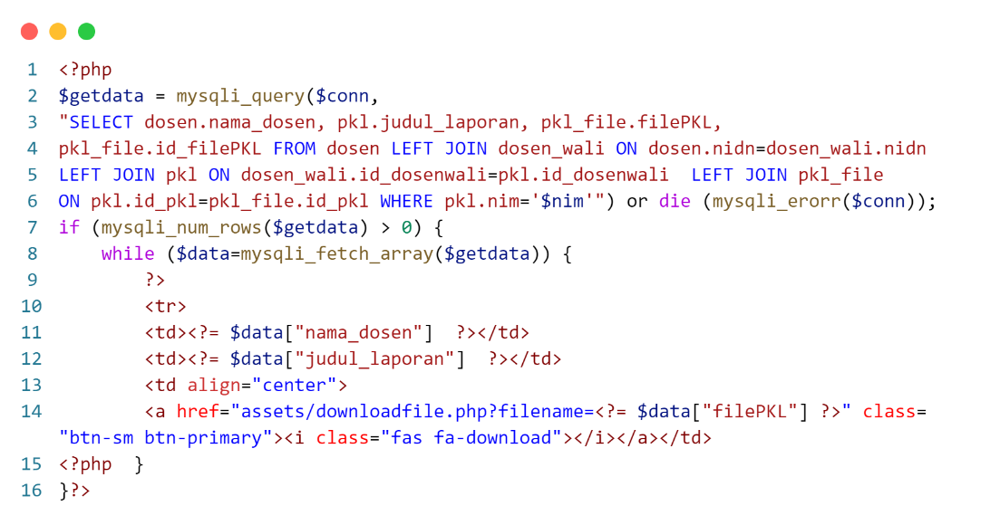 1 <?php
2 $getdata = mysqli_query($conn,
3 "SELECT dosen.nama_dosen, pkl.judul_laporan, pkl_file.filePKL,
4 pkl_file.id_filePKL FROM dosen LEFT JOIN dosen_wali ON dosen.nidn=dosen_wali.nidn
5 LEFT JOIN pkl ON dosen_wali.id_dosenwali=pkl.id_dosenwali  LEFT JOIN pkl_file
6 ON pkl.id_pkl=pkl_file.id_pkl WHERE pkl.nim='$nim'") or die (mysqli_erorr($conn));
7 if (mysqli_num_rows($getdata) > 0) {
8     while ($data=mysqli_fetch_array($getdata)) {
9         ?>
10         <tr>
11         <td><?= $data["nama_dosen"]  ?></td>
12         <td><?= $data["judul_laporan"]  ?></td>
13         <td align="center">
14         <a href="assets/downloadfile.php?filename=<?= $data["filePKL"] ?>" class=
"btn-sm btn-primary"><i class="fas fa-download"></i></a></td>
15 <?php  }
16 }?>